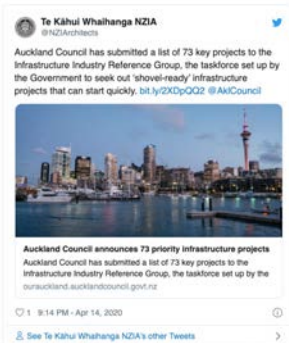 Te Kāhui Whaihanga NZIA
@NZIArchitects
Auckland Council has submitted a list of 73 key projects to the
Infrastructure Industry Reference Group, the taskforce set up by
the Government to seek out 'shovel-ready' infrastructure
projects that can start quickly. bit.ly/2XDpQQ2 @AklCouncil
Auckland Council announces 73 priority infrastructure projects
Auckland Council has submitted a list of 73 key projects to the
Infrastructure Industry Reference Group, the taskforce set up by the
ourauckland.aucklandcouncil.govt.nz
1 9:14 PM - Apr 14, 2020
See Te Kāhui Whaihanga NZIA's other Tweets